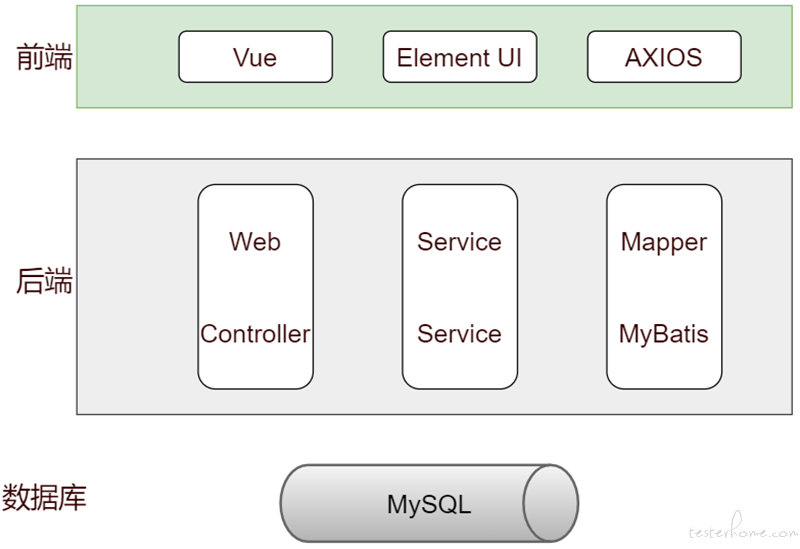 前端
Vue
Element UI
AXIOS
后端
Web
Controller
Service
Service
Mapper
MyBatis
数据库
MySQL
testerhome.com